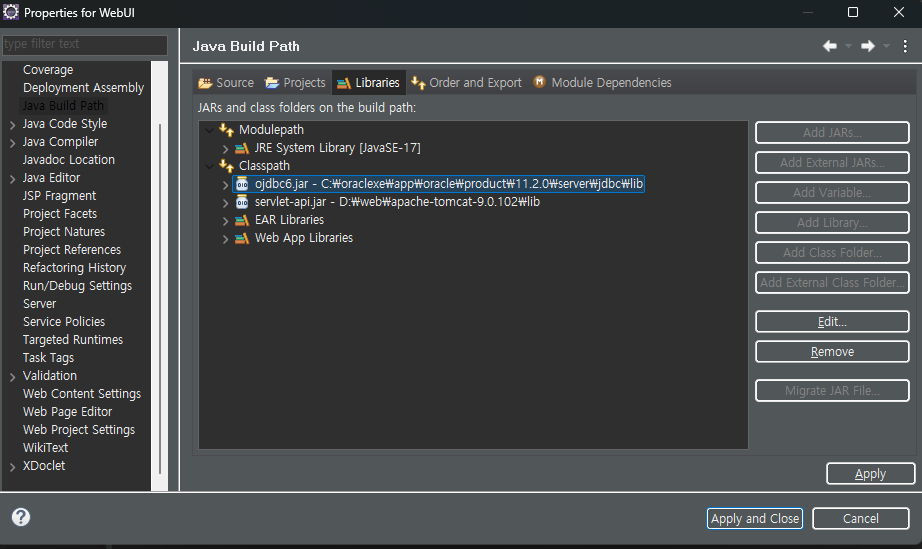 Properties for WebUI
type filter text
Coverage
Deployment Assembly
Java Build Path
Java Code Style
Java Compiler
Javadoc Location
Java Editor
JSP Fragment
Project Facets
Project Natures
Project References
Refactoring History
Run/Debug Settings
Server
Service Policies
Targeted Runtimes
Task Tags
Validation
Web Content Settings
Web Page Editor
Web Project Settings
WikiText
XDoclet
Java Build Path
Source Projects Libraries Order and Export Module Dependencies
JARs and class folders on the build path:
Modulepath
JRE System Library [JavaSE-17]
Classpath
ojdbc6.jar - C:₩oraclexe₩app₩oracle₩product₩11.2.0₩server₩jdbc₩lib
servlet-api.jar - D:₩web₩apache-tomcat-9.0.102₩lib
EAR Libraries
Web App Libraries
Add JARs...
Add External JARs...
Add Variable...
Add Library...
Add Class Folder...
Add External Class Folder...
Edit...
Remove
Migrate JAR File...
Apply
Apply and Close Cancel